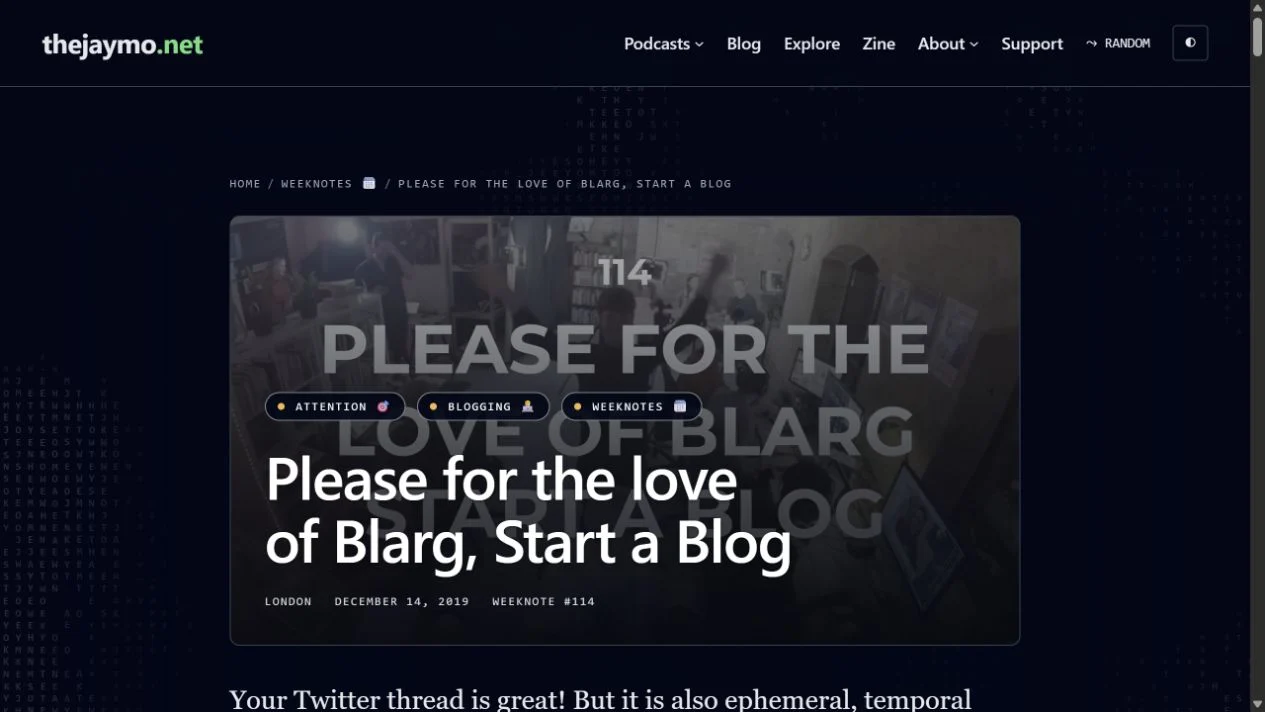 thejaymo.net
Podcasts Blog Explore Zine About Support ⤳ RANDOM
HOME / WEEKNOTES 🗓 / PLEASE FOR THE LOVE OF BLARG, START A BLOG
114
PLEASE FOR THE
ATTENTION 🎯 BLOGGING 👨‍💻 WEEKNOTES 🗓
LOVE OF BLARG
Please for the love
START A BLOG
of Blarg, Start a Blog
LONDON DECEMBER 14, 2019 WEEKNOTE #114
Your Twitter thread is great! But it is also ephemeral, temporal